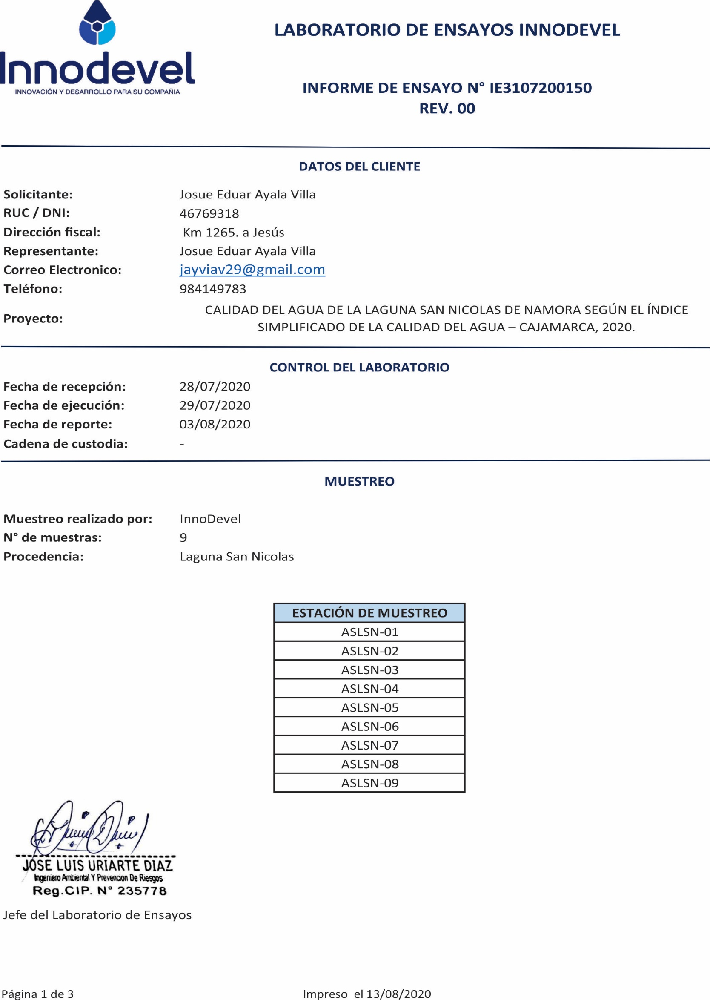 Innodevel
INNOVACIÓN Y DESARROLLO PARA SU COMPAÑIA
LABORATORIO DE ENSAYOS INNODEVEL
INFORME DE ENSAYO N° IE3107200150
REV. 00
DATOS DEL CLIENTE
Solicitante: Josue Eduar Ayala Villa
RUC / DNI: 46769318
Dirección fiscal: Km 1265. a Jesús
Representante: Josue Eduar Ayala Villa
Correo Electronico: jayviav29@gmail.com
Teléfono: 984149783
Proyecto: CALIDAD DEL AGUA DE LA LAGUNA SAN NICOLAS DE NAMORA SEGÚN EL ÍNDICE
SIMPLIFICADO DE LA CALIDAD DEL AGUA – CAJAMARCA, 2020.
CONTROL DEL LABORATORIO
Fecha de recepción: 28/07/2020
Fecha de ejecución: 29/07/2020
Fecha de reporte: 03/08/2020
Cadena de custodia: -
MUESTREO
Muestreo realizado por: InnoDevel
N° de muestras: 9
Procedencia: Laguna San Nicolas
ESTACIÓN DE MUESTREO
ASLSN-01
ASLSN-02
ASLSN-03
ASLSN-04
ASLSN-05
ASLSN-06
ASLSN-07
ASLSN-08
ASLSN-09
JOSE LUIS URIARTE DIAZ
Ingeniero Ambiental Y Prevencion De Riesgos
Reg.CIP. N° 235778
Jefe del Laboratorio de Ensayos
Página 1 de 3 Impreso el 13/08/2020